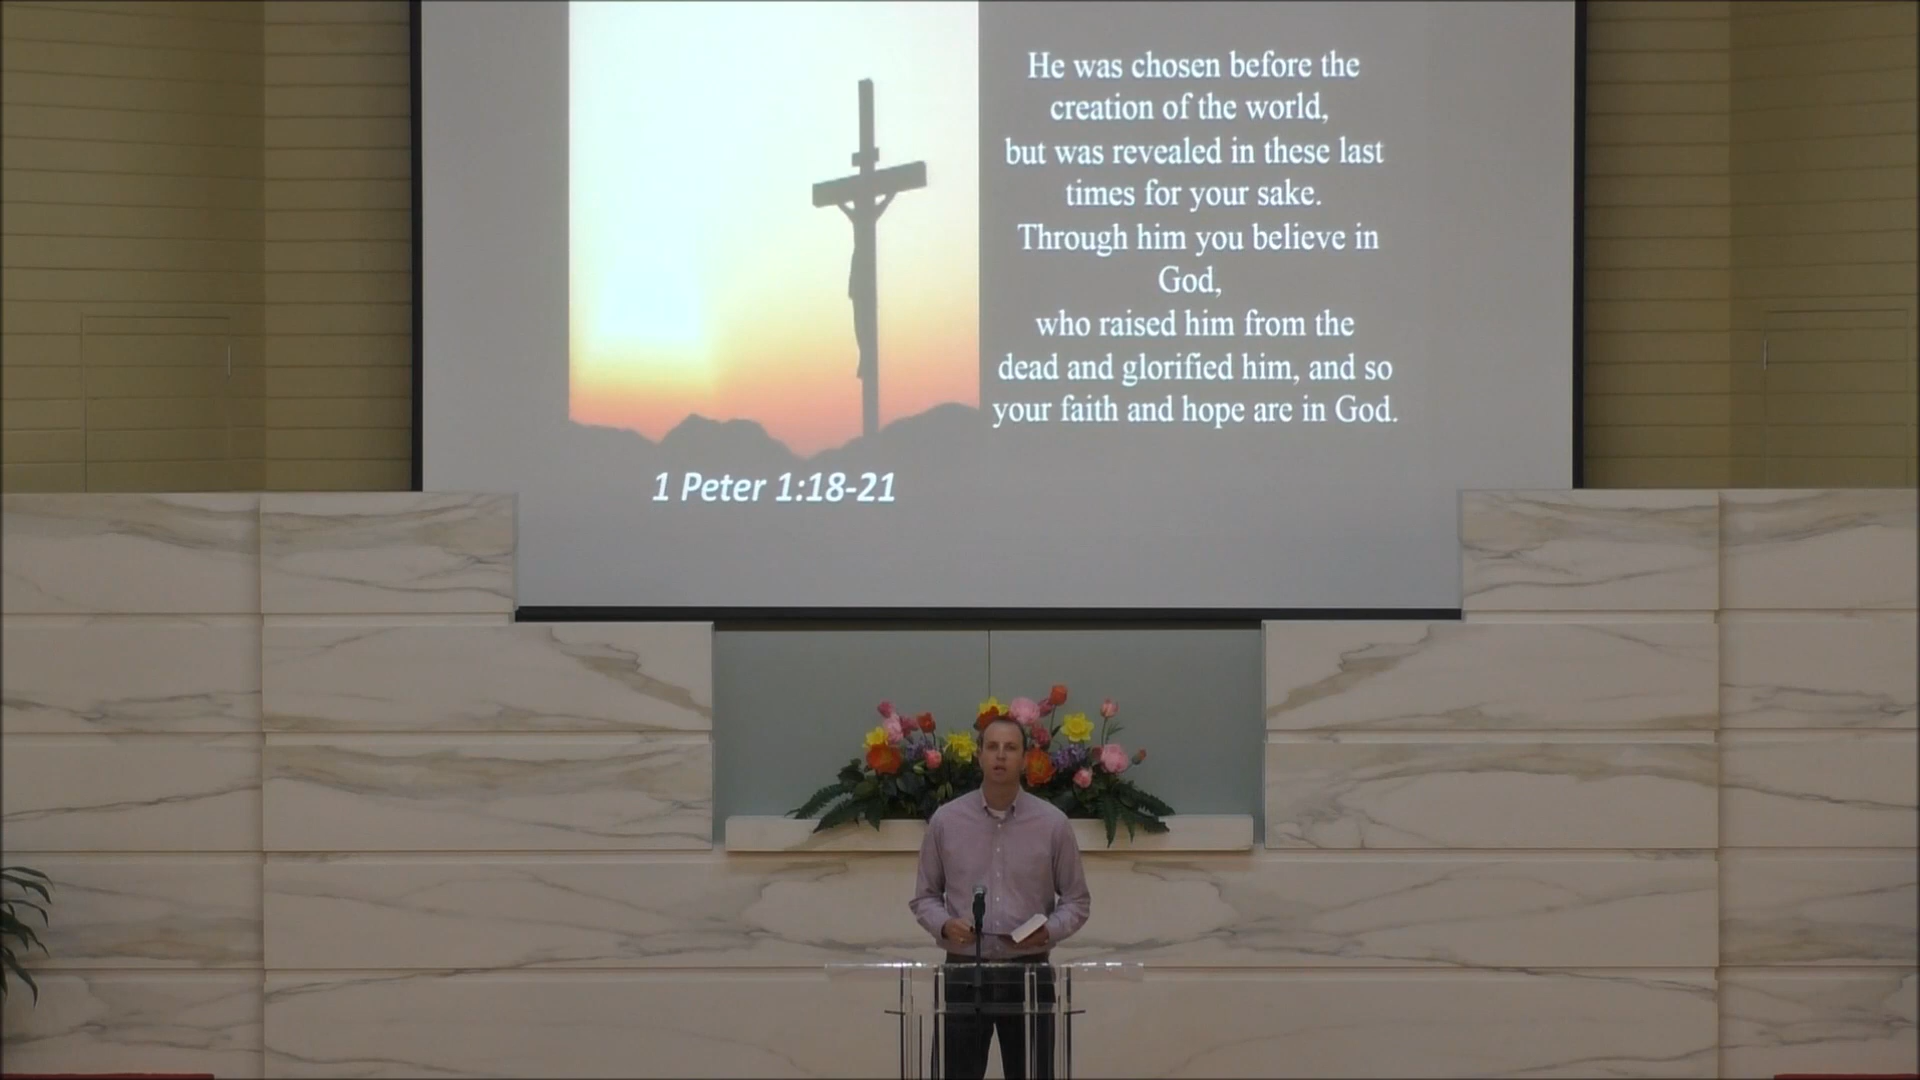 He was chosen before the
creation of the world,
but was revealed in these last
times for your sake.
Through him you believe in
God,
who raised him from the
dead and glorified him, and so
your faith and hope are in God.
1 Peter 1:18-21